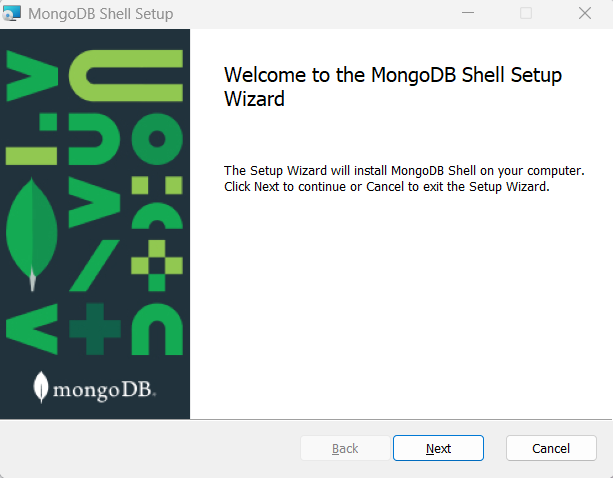 MongoDB Shell Setup
Welcome to the MongoDB Shell Setup
Wizard
The Setup Wizard will install MongoDB Shell on your computer.
Click Next to continue or Cancel to exit the Setup Wizard.
mongoDB®
Back
Next
Cancel